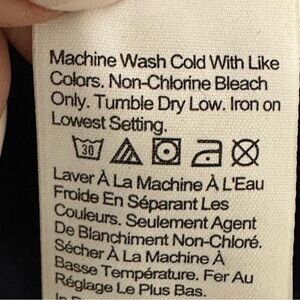 Machine Wash Cold With Like
Colors. Non-Chlorine Bleach
Only. Tumble Dry Low. Iron on
Lowest Setting.
30
Laver À La Machine À L'Eau
Froide En Séparant Les
Couleurs. Seulement Agent
De Blanchiment Non-Chloré.
Sécher À La Machine À
Basse Température. Fer Au
Réglage Le Plus Bas.